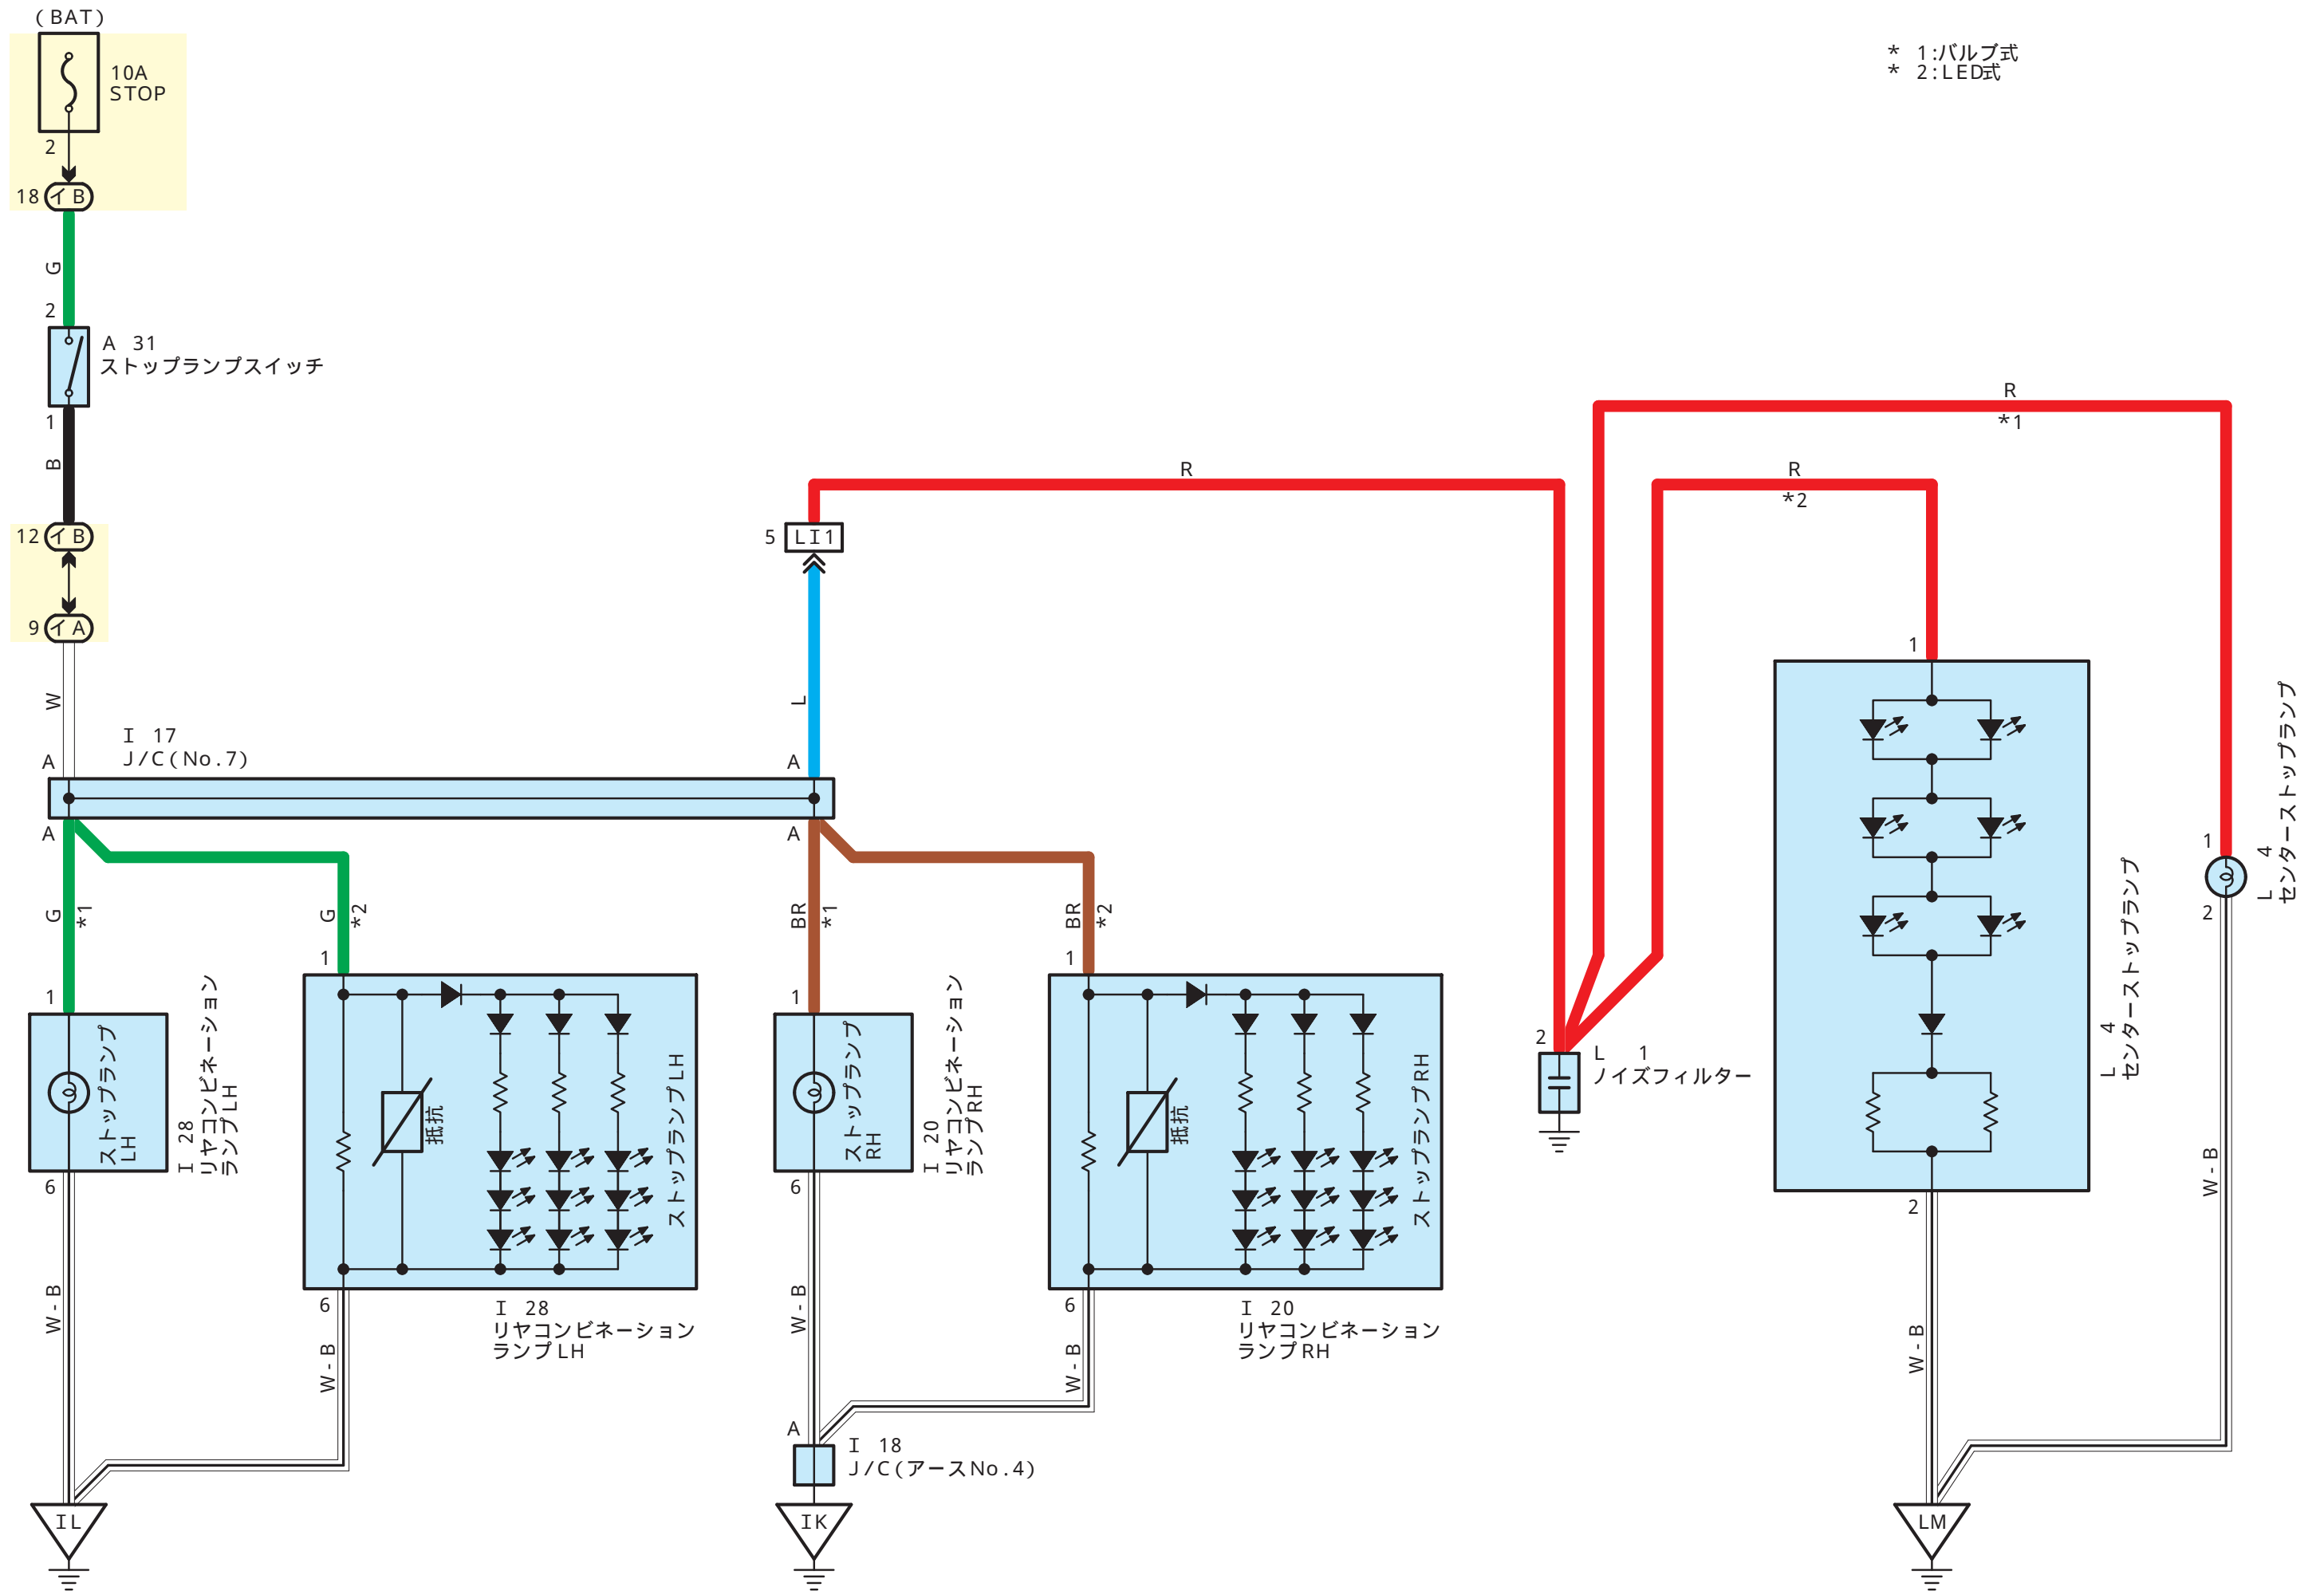 (BAT)
10A
STOP
2
18 イB
G
2
A 31
ストップランプスイッチ
1
B
12 イB
9 イA
W
I 17
J/C(No.7)
A
A
A
A
G
*1
G
*2
1
1
ストップランプ
LH
I 28
リヤコンビネーション
ランプLH
6
W-B
抵抗
ストップランプLH
6
I 28
リヤコンビネーション
ランプLH
W-B
IL
* 1:バルブ式
* 2:LED式
R
5 LI1
L
BR
*1
BR
*2
1
1
ストップランプ
RH
I 20
リヤコンビネーション
ランプRH
6
W-B
抵抗
ストップランプRH
6
I 20
リヤコンビネーション
ランプRH
W-B
A
I 18
J/C(アースNo.4)
IK
R
*1
R
*2
2
L 1
ノイズフィルター
1
L 4
センターストップランプ
2
W-B
1
L 4
センターストップランプ
2
W-B
LM